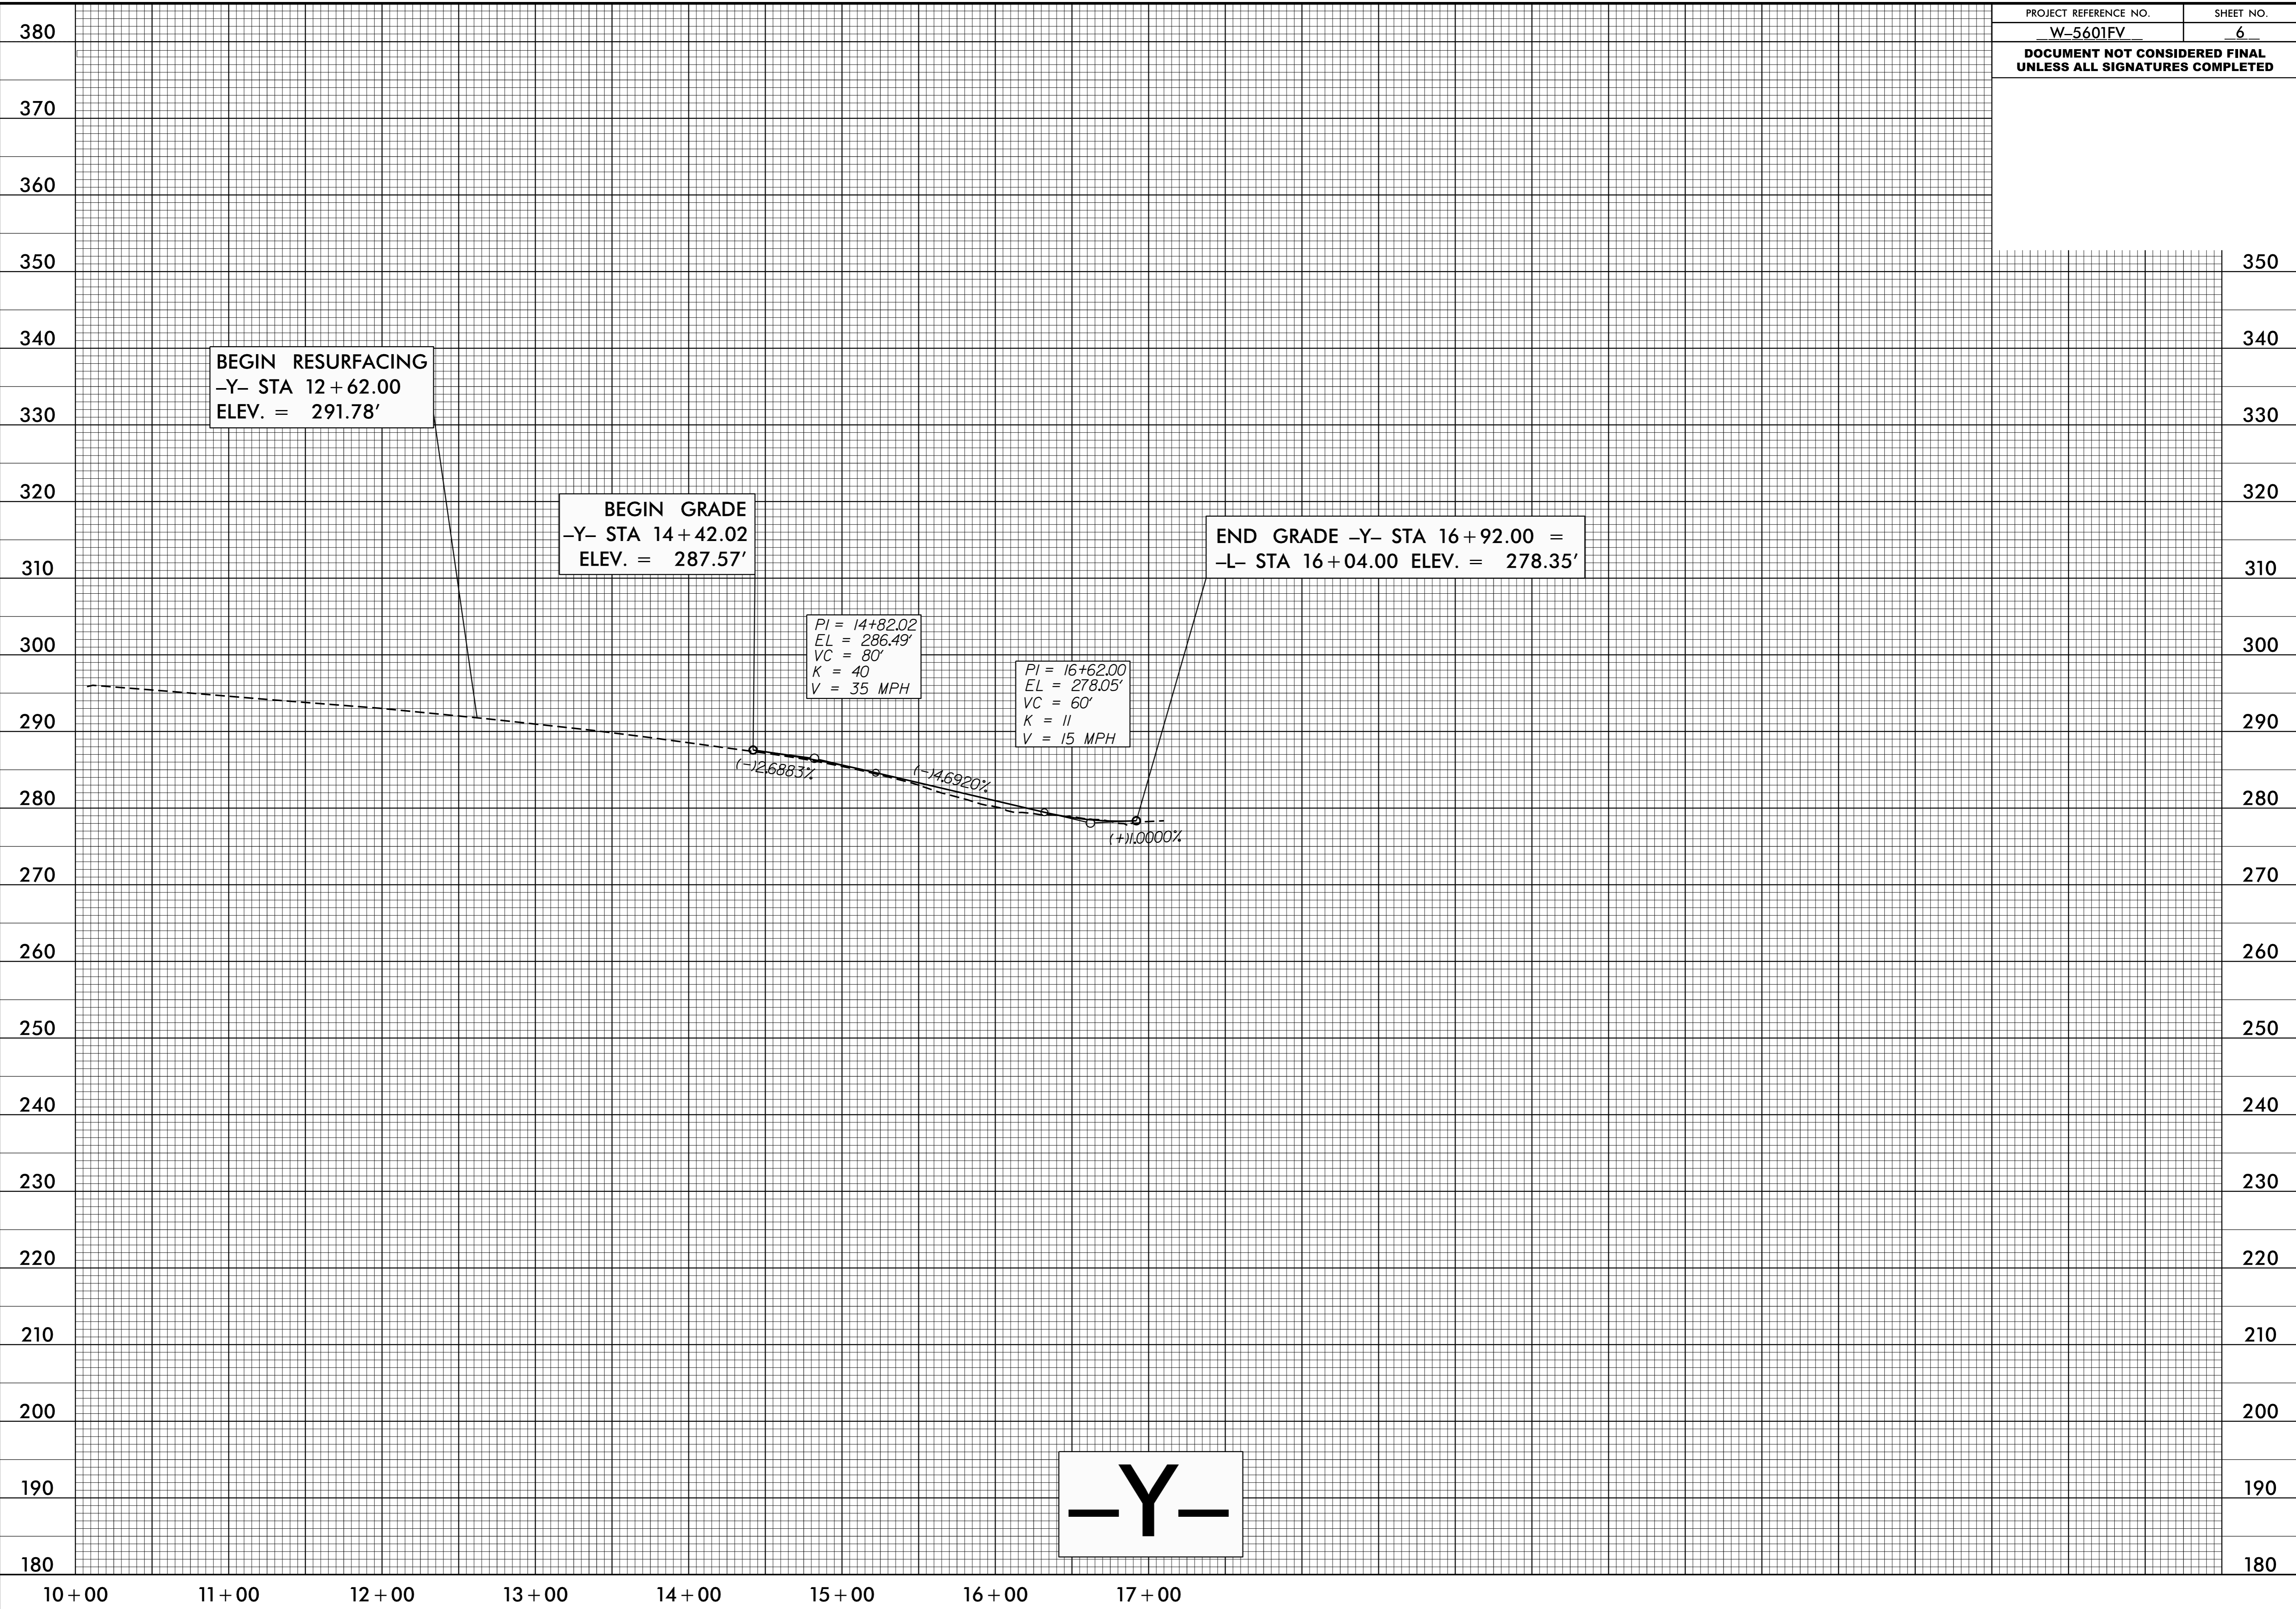 PROJECT REFERENCE NO. SHEET NO.
W–5601FV 6
DOCUMENT NOT CONSIDERED FINAL
UNLESS ALL SIGNATURES COMPLETED
380
370
360
350 350
340 340
BEGIN RESURFACING
–Y– STA 12+62.00
ELEV. = 291.78′
330 330
320 320
BEGIN GRADE
–Y– STA 14+42.02
ELEV. = 287.57′
END GRADE –Y– STA 16+92.00 =
–L– STA 16+04.00 ELEV. = 278.35′
310 310
PI = 14+82.02
EL = 286.49′
VC = 80′
K = 40
V = 35 MPH
300 300
PI = 16+62.00
EL = 278.05′
VC = 60′
K = 11
V = 15 MPH
290 290
(-)2.6883%
(-)4.6920%
280 280
(+)1.0000%
270 270
260 260
250 250
240 240
230 230
220 220
210 210
200 200
–Y–
190 190
180 180
10+00 11+00 12+00 13+00 14+00 15+00 16+00 17+00